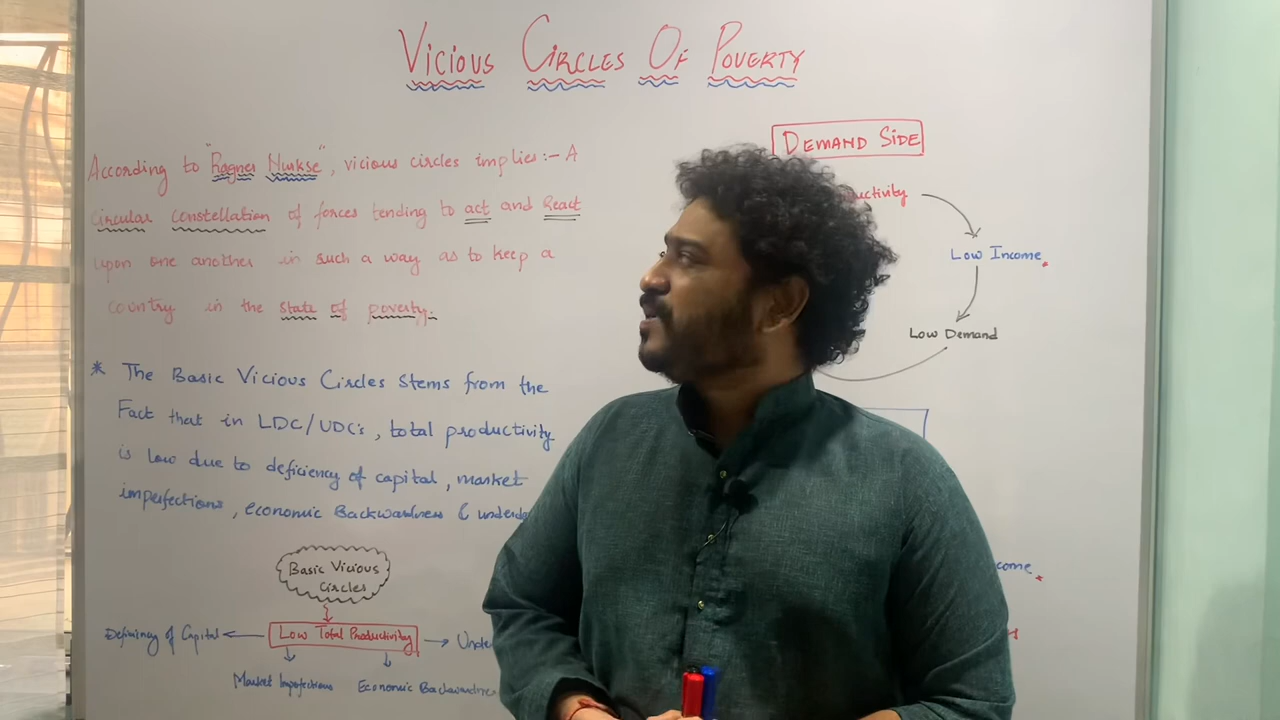 Vicious Circles Of Poverty
According to "Ragner Nurkse", vicious circles implies:- A
circular constellation of forces tending to act and React
upon one another in such a way as to keep a
country in the state of poverty.
* The Basic Vicious Circles stems from the
Fact that in LDC/UDC's, total productivity
is low due to deficiency of capital, market
imperfections, economic Backwardness &
Basic Vicious
Circles
Deficiency of Capital
Low Total Productivity
Market Imperfections
Economic Backwardness
DEMAND SIDE
Low Income
Low Demand